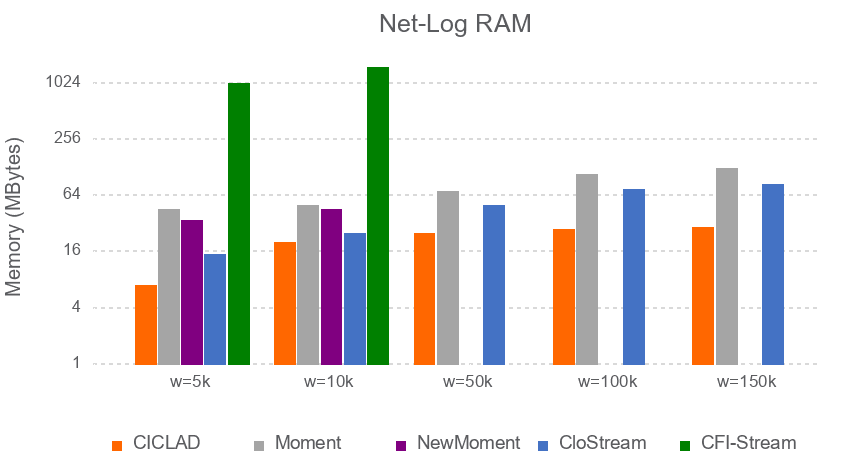 Net-Log RAM
Memory (MBytes)
1024
256
64
16
4
1
w=5k w=10k w=50k w=100k w=150k
CICLAD Moment NewMoment CloStream CFI-Stream